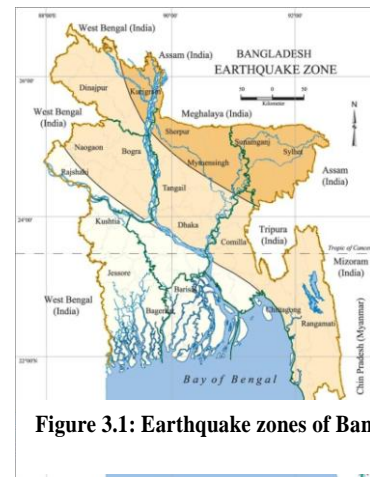 West Bengal
(India)
88°00'E
90°00'
92°00'
Assam (India)
BANGLADESH
EARTHQUAKE ZONE
Kilometer
N
26°00'
Dinajpur
Kurigram
Meghalaya (India)
West Bengal
(India)
Sherpur
Sunamganj
Sylhet
Naogaon
Bogra
Mymensingh
Assam
(India)
Rajshahi
Tangail
24°00'
Kushtia
Dhaka
Tripura
(India)
Comilla
Tropic of Cancer
Mizoram
(India)
Jessore
West Bengal
(India)
Barisal
Chittagong
Rangamati
Chin Pradesh (Myanmar)
22°00'N
Bay of Bengal
Figure 3.1: Earthquake zones of Ban